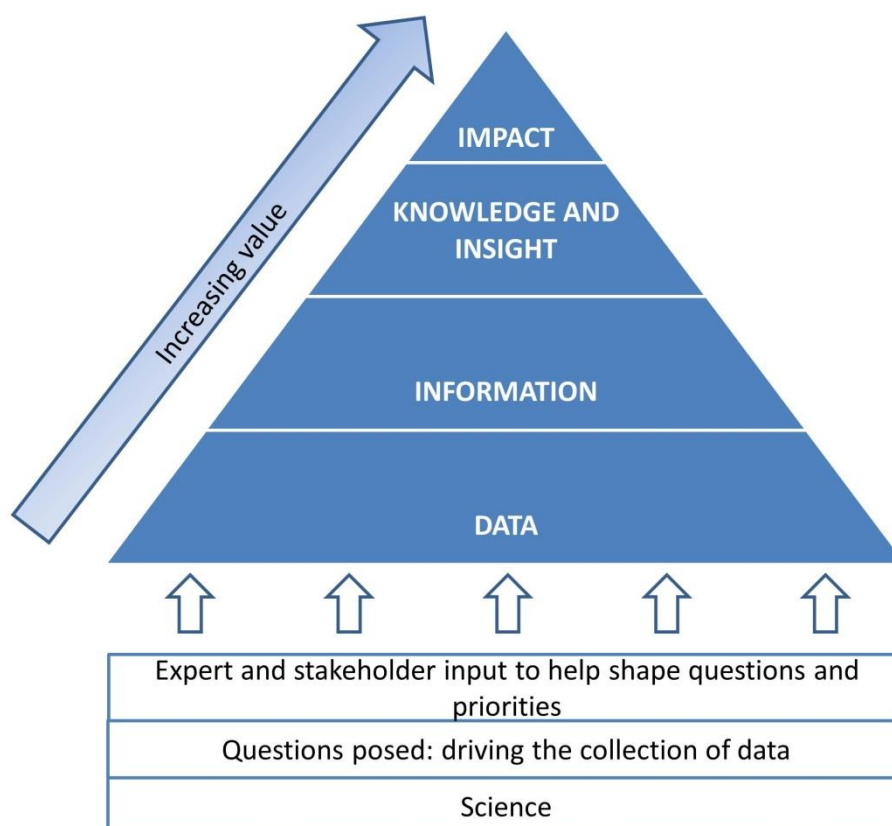 Increasing value
IMPACT
KNOWLEDGE AND
INSIGHT
INFORMATION
DATA
Expert and stakeholder input to help shape questions and
priorities
Questions posed: driving the collection of data
Science